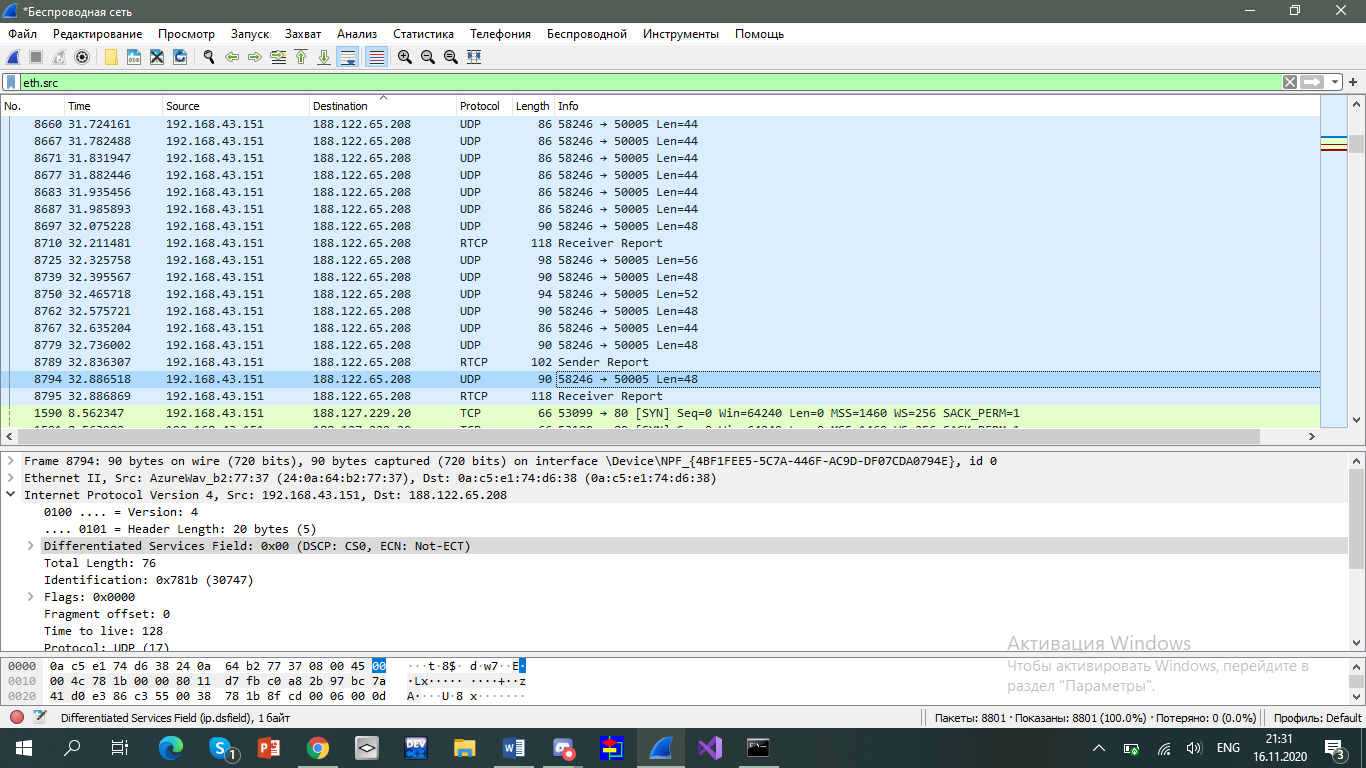 *Беспроводная сеть
Файл Редактирование Просмотр Запуск Захват Анализ Статистика Телефония Беспроводной Инструменты Помощь
eth.src
No. Time Source Destination Protocol Length Info
8660 31.724161 192.168.43.151 188.122.65.208 UDP 86 58246 → 50005 Len=44
8667 31.782488 192.168.43.151 188.122.65.208 UDP 86 58246 → 50005 Len=44
8671 31.831947 192.168.43.151 188.122.65.208 UDP 86 58246 → 50005 Len=44
8677 31.882446 192.168.43.151 188.122.65.208 UDP 86 58246 → 50005 Len=44
8683 31.935456 192.168.43.151 188.122.65.208 UDP 86 58246 → 50005 Len=44
8687 31.985893 192.168.43.151 188.122.65.208 UDP 86 58246 → 50005 Len=44
8697 32.075228 192.168.43.151 188.122.65.208 UDP 90 58246 → 50005 Len=48
8710 32.211481 192.168.43.151 188.122.65.208 RTCP 118 Receiver Report
8725 32.325758 192.168.43.151 188.122.65.208 UDP 98 58246 → 50005 Len=56
8739 32.395567 192.168.43.151 188.122.65.208 UDP 90 58246 → 50005 Len=48
8750 32.465718 192.168.43.151 188.122.65.208 UDP 94 58246 → 50005 Len=52
8762 32.575721 192.168.43.151 188.122.65.208 UDP 90 58246 → 50005 Len=48
8767 32.635204 192.168.43.151 188.122.65.208 UDP 86 58246 → 50005 Len=44
8779 32.736002 192.168.43.151 188.122.65.208 UDP 90 58246 → 50005 Len=48
8789 32.836307 192.168.43.151 188.122.65.208 RTCP 102 Sender Report
8794 32.886518 192.168.43.151 188.122.65.208 UDP 90 58246 → 50005 Len=48
8795 32.886869 192.168.43.151 188.122.65.208 RTCP 118 Receiver Report
1590 8.562347 192.168.43.151 188.127.229.20 TCP 66 53099 → 80 [SYN] Seq=0 Win=64240 Len=0 MSS=1460 WS=256 SACK_PERM=1
Frame 8794: 90 bytes on wire (720 bits), 90 bytes captured (720 bits) on interface \Device\NPF_{4BF1FEE5-5C7A-446F-AC9D-DF07CDA0794E}, id 0
Ethernet II, Src: AzureWav_b2:77:37 (24:0a:64:b2:77:37), Dst: 0a:c5:e1:74:d6:38 (0a:c5:e1:74:d6:38)
Internet Protocol Version 4, Src: 192.168.43.151, Dst: 188.122.65.208
0100 .... = Version: 4
.... 0101 = Header Length: 20 bytes (5)
Differentiated Services Field: 0x00 (DSCP: CS0, ECN: Not-ECT)
Total Length: 76
Identification: 0x781b (30747)
Flags: 0x0000
Fragment offset: 0
Time to live: 128
Protocol: UDP (17)
Активация Windows
Чтобы активировать Windows, перейдите в
раздел "Параметры".
0000 0a c5 e1 74 d6 38 24 0a 64 b2 77 37 08 00 45 00 ···t·8$· d·w7··E·
0010 00 4c 78 1b 00 00 80 11 d7 fb c0 a8 2b 97 bc 7a ·Lx····· ····+··z
0020 41 d0 e3 86 c3 55 00 38 78 1b 8f cd 00 06 00 0d A····U·8 x·······
Differentiated Services Field (ip.dsfield), 1 байт
Пакеты: 8801 · Показаны: 8801 (100.0%) · Потеряно: 0 (0.0%)
Профиль: Default
DEV
1
ENG
21:31
16.11.2020
3